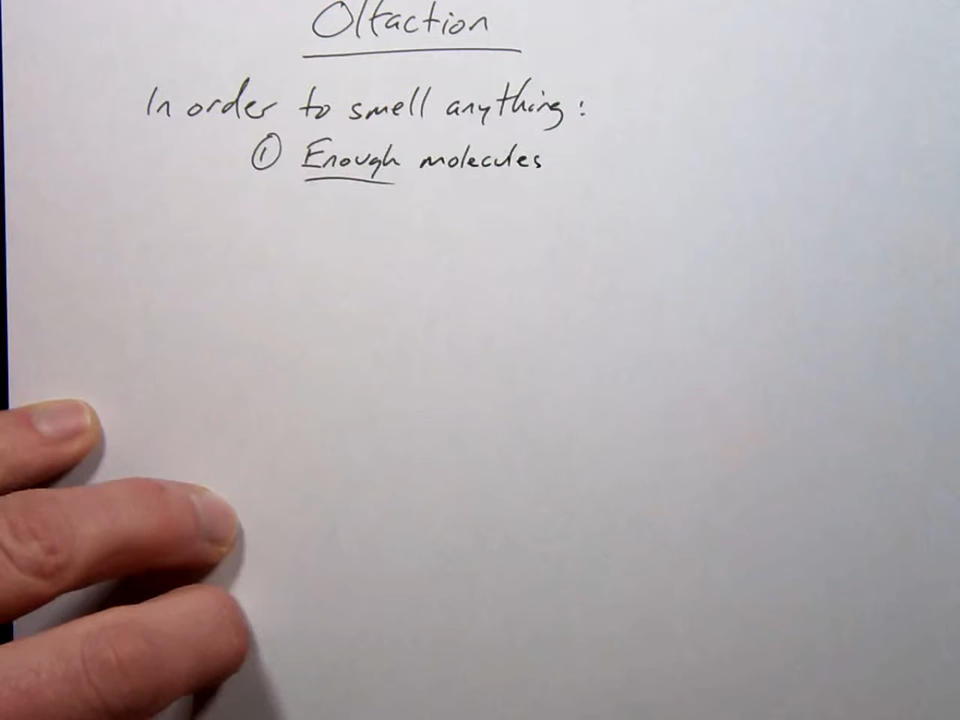 Olfaction
In order to smell anything:
① Enough molecules